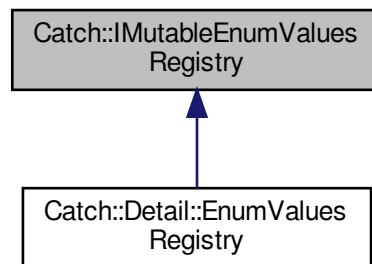 Catch::IMutableEnumValues
Registry
Catch::Detail::EnumValues
Registry